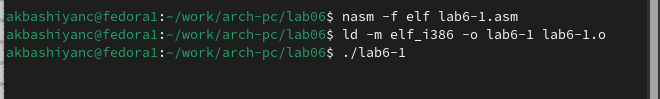 akbashiyanc@fedora1:~/work/arch-pc/lab06$ nasm -f elf lab6-1.asm
akbashiyanc@fedora1:~/work/arch-pc/lab06$ ld -m elf_i386 -o lab6-1 lab6-1.o
akbashiyanc@fedora1:~/work/arch-pc/lab06$ ./lab6-1